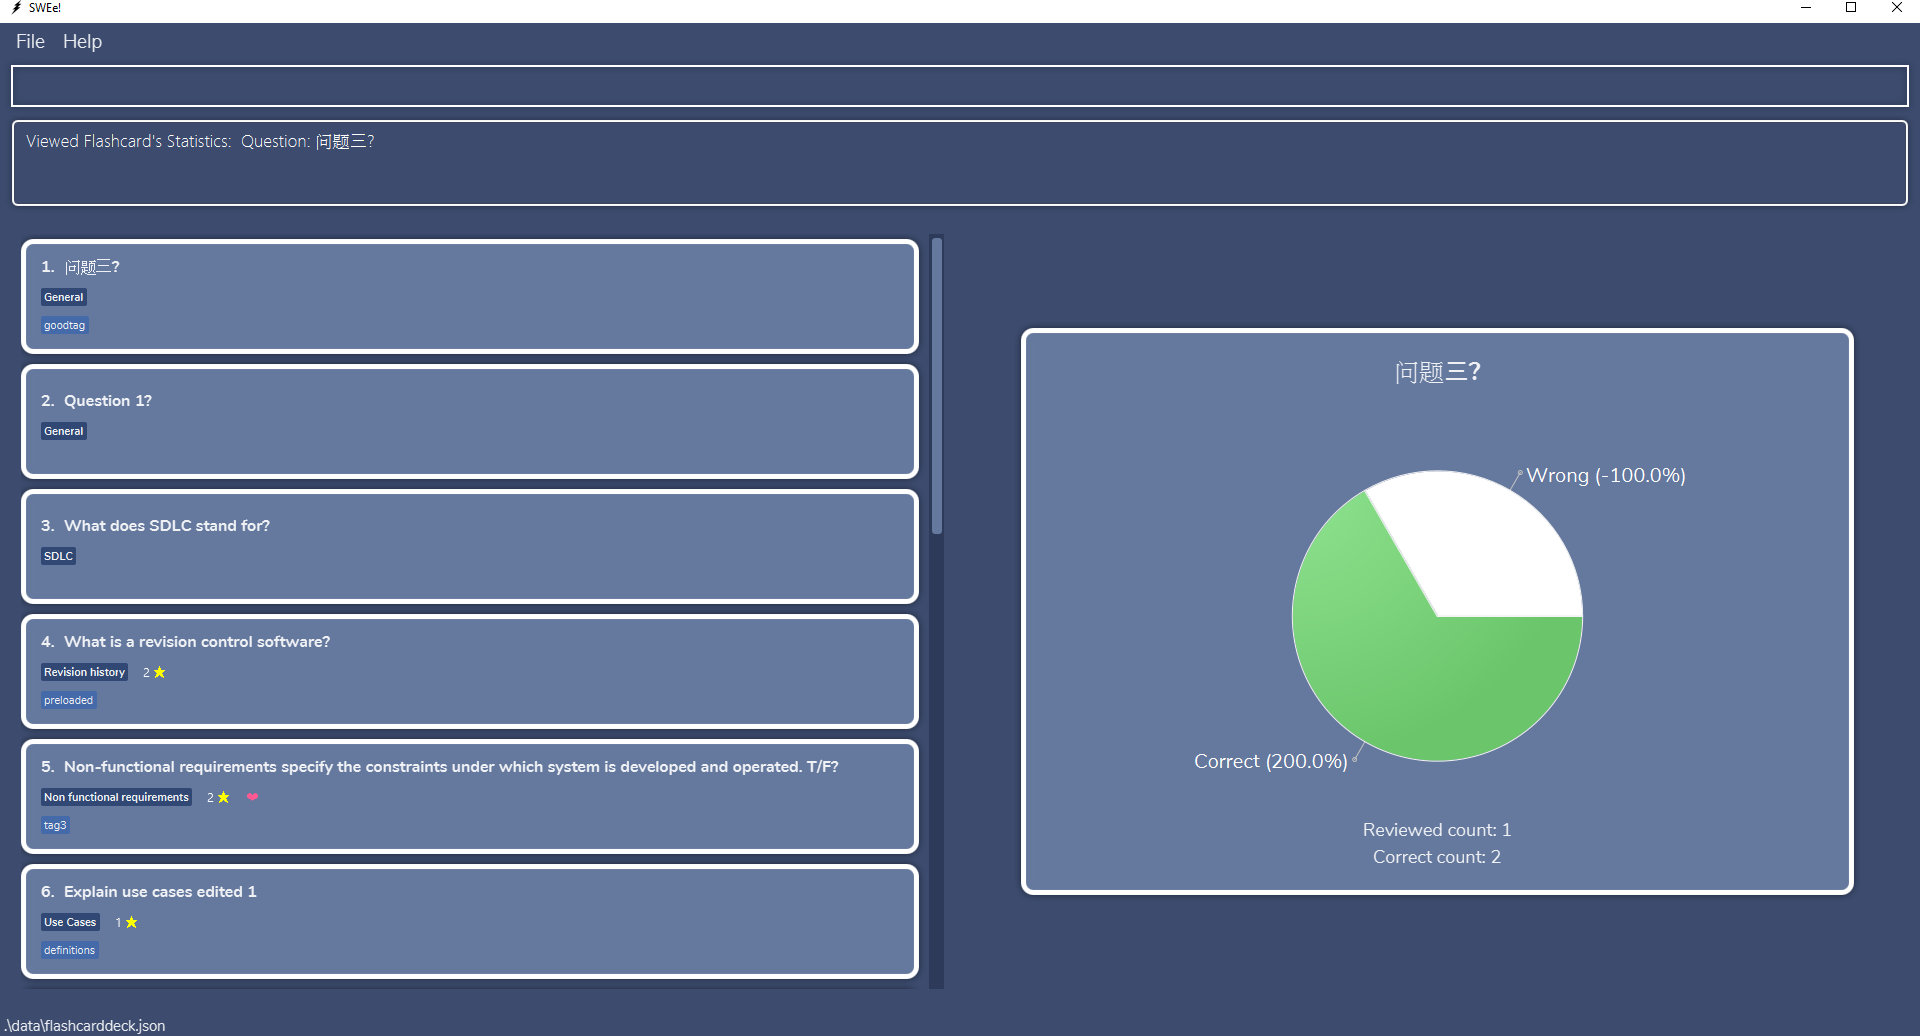 SWEe!
File Help
Viewed Flashcard's Statistics: Question: 问题三?
1. 问题三?
General
goodtag
2. Question 1?
General
3. What does SDLC stand for?
SDLC
4. What is a revision control software?
Revision history 2
preloaded
5. Non-functional requirements specify the constraints under which system is developed and operated. T/F?
Non functional requirements 2
tag3
6. Explain use cases edited 1
Use Cases 1
definitions
问题三?
Wrong (-100.0%)
Correct (200.0%)
Reviewed count: 1
Correct count: 2
.\data\flashcarddeck.json